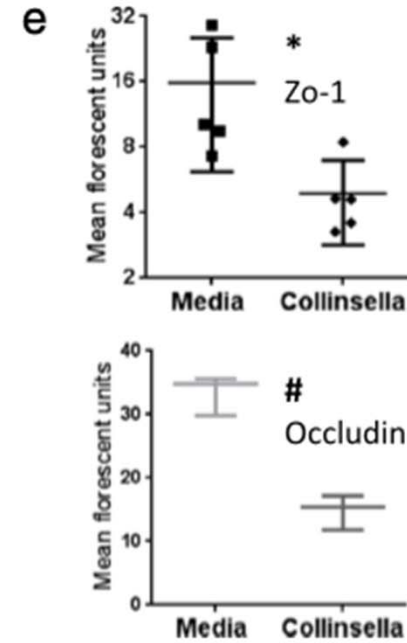 e
Mean florescent units
32
16
8
4
2
*
Zo-1
Media Collinsella
Mean florescent units
40
30
20
10
0
#
Occludin
Media Collinsella